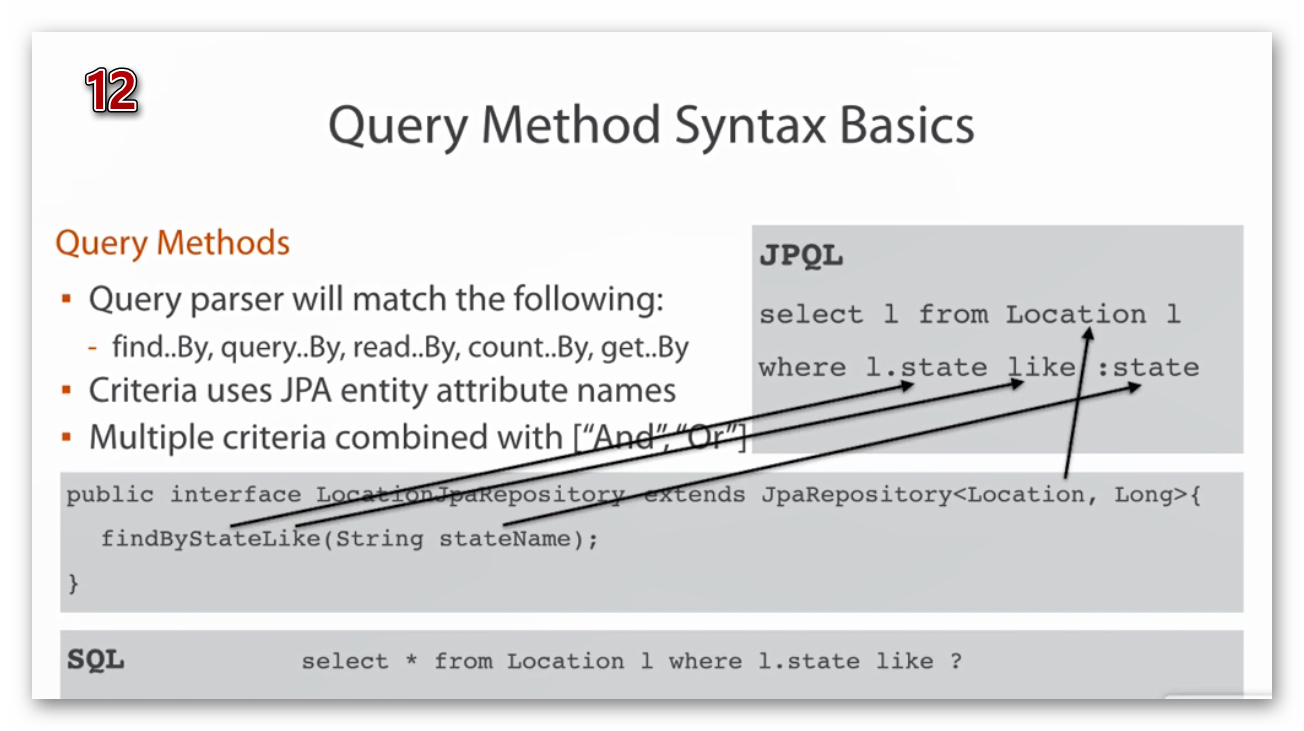 12
Query Method Syntax Basics
Query Methods
▪ Query parser will match the following:
- find..By, query..By, read..By, count..By, get..By
▪ Criteria uses JPA entity attribute names
▪ Multiple criteria combined with [“And”,“Or”]
JPQL
select l from Location l
where l.state like :state
public interface LocationJpaRepository extends JpaRepository<Location, Long>{
findByStateLike(String stateName);
}
SQL select * from Location l where l.state like ?